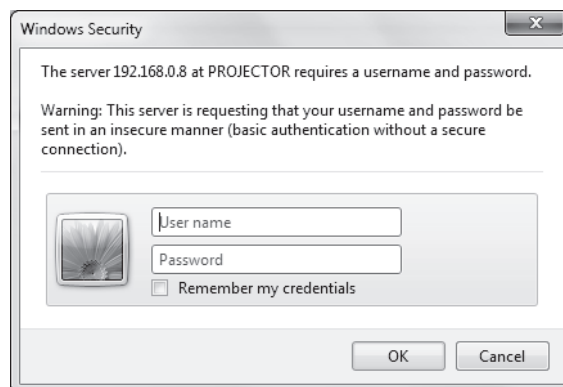 Windows Security
The server 192.168.0.8 at PROJECTOR requires a username and password.
Warning: This server is requesting that your username and password be
sent in an insecure manner (basic authentication without a secure
connection).
User name
Password
Remember my credentials
OK
Cancel